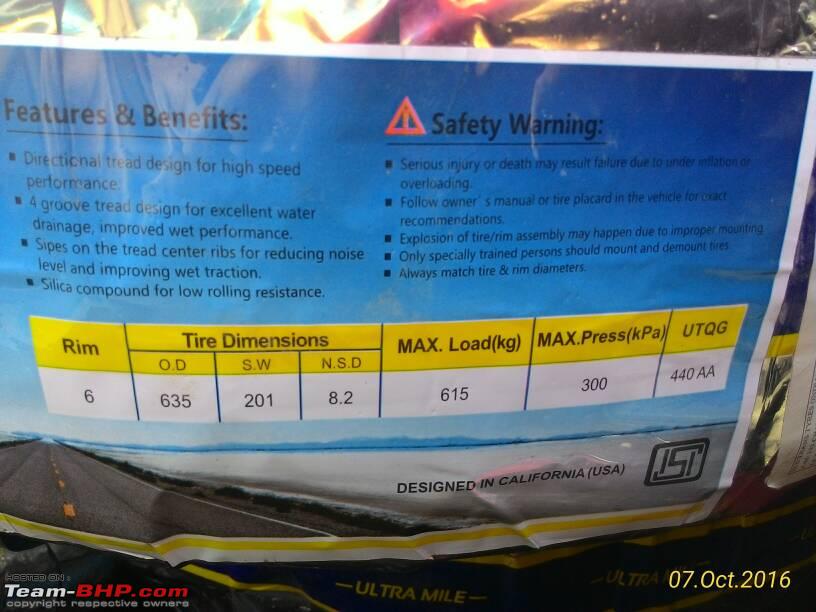 Features & Benefits:
▪ Directional tread design for high speed
performance.
▪ 4 groove tread design for excellent water
drainage, improved wet performance.
▪ Sipes on the tread center ribs for reducing noise
level and improving wet traction.
▪ Silica compound for low rolling resistance.
Safety Warning:
▪ Serious injury or death may result failure due to under inflation or
overloading.
▪ Follow owner's manual or tire placard in the vehicle for exact
recommendations.
▪ Explosion of tire/rim assembly may happen due to improper mounting
▪ Only specially trained persons should mount and demount tires
▪ Always match tire & rim diameters.
Rim Tire Dimensions MAX. Load(kg) MAX.Press(kPa) UTQG
O.D S.W N.S.D
6 635 201 8.2 615 300 440 AA
DESIGNED IN CALIFORNIA (USA)
ISI
ULTRA MILE
ULTRA MILE
07.Oct.2016
HOSTED ON :
Team-BHP.com
copyright respective owners